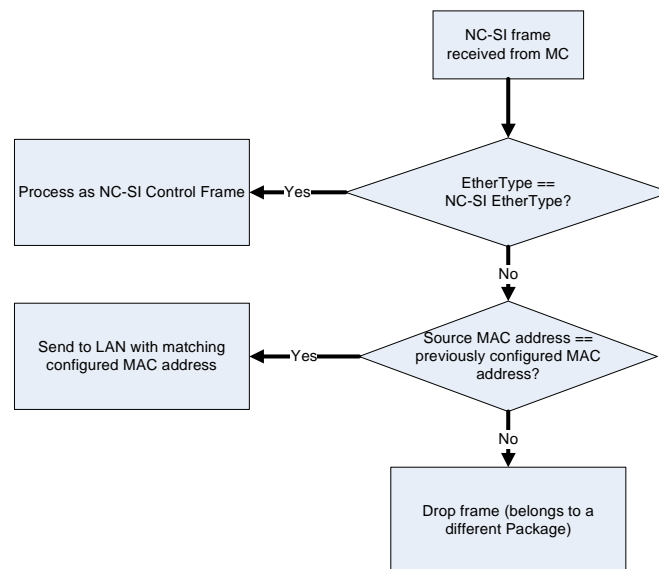 NC-SI frame
received from MC
EtherType ==
NC-SI EtherType?
Yes
Process as NC-SI Control Frame
No
Source MAC address ==
previously configured MAC
address?
Yes
Send to LAN with matching
configured MAC address
No
Drop frame (belongs to a
different Package)